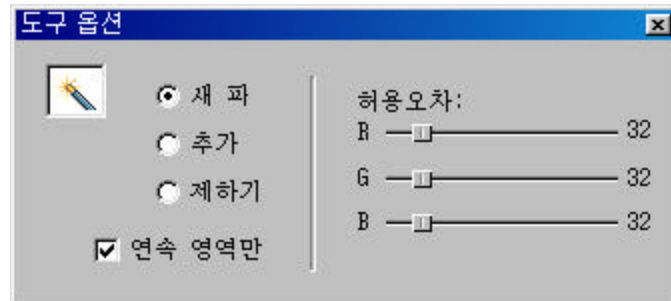 도구 옵션
새 파
추가
제하기
연속 영역만
허용오차:
R 32
G 32
B 32